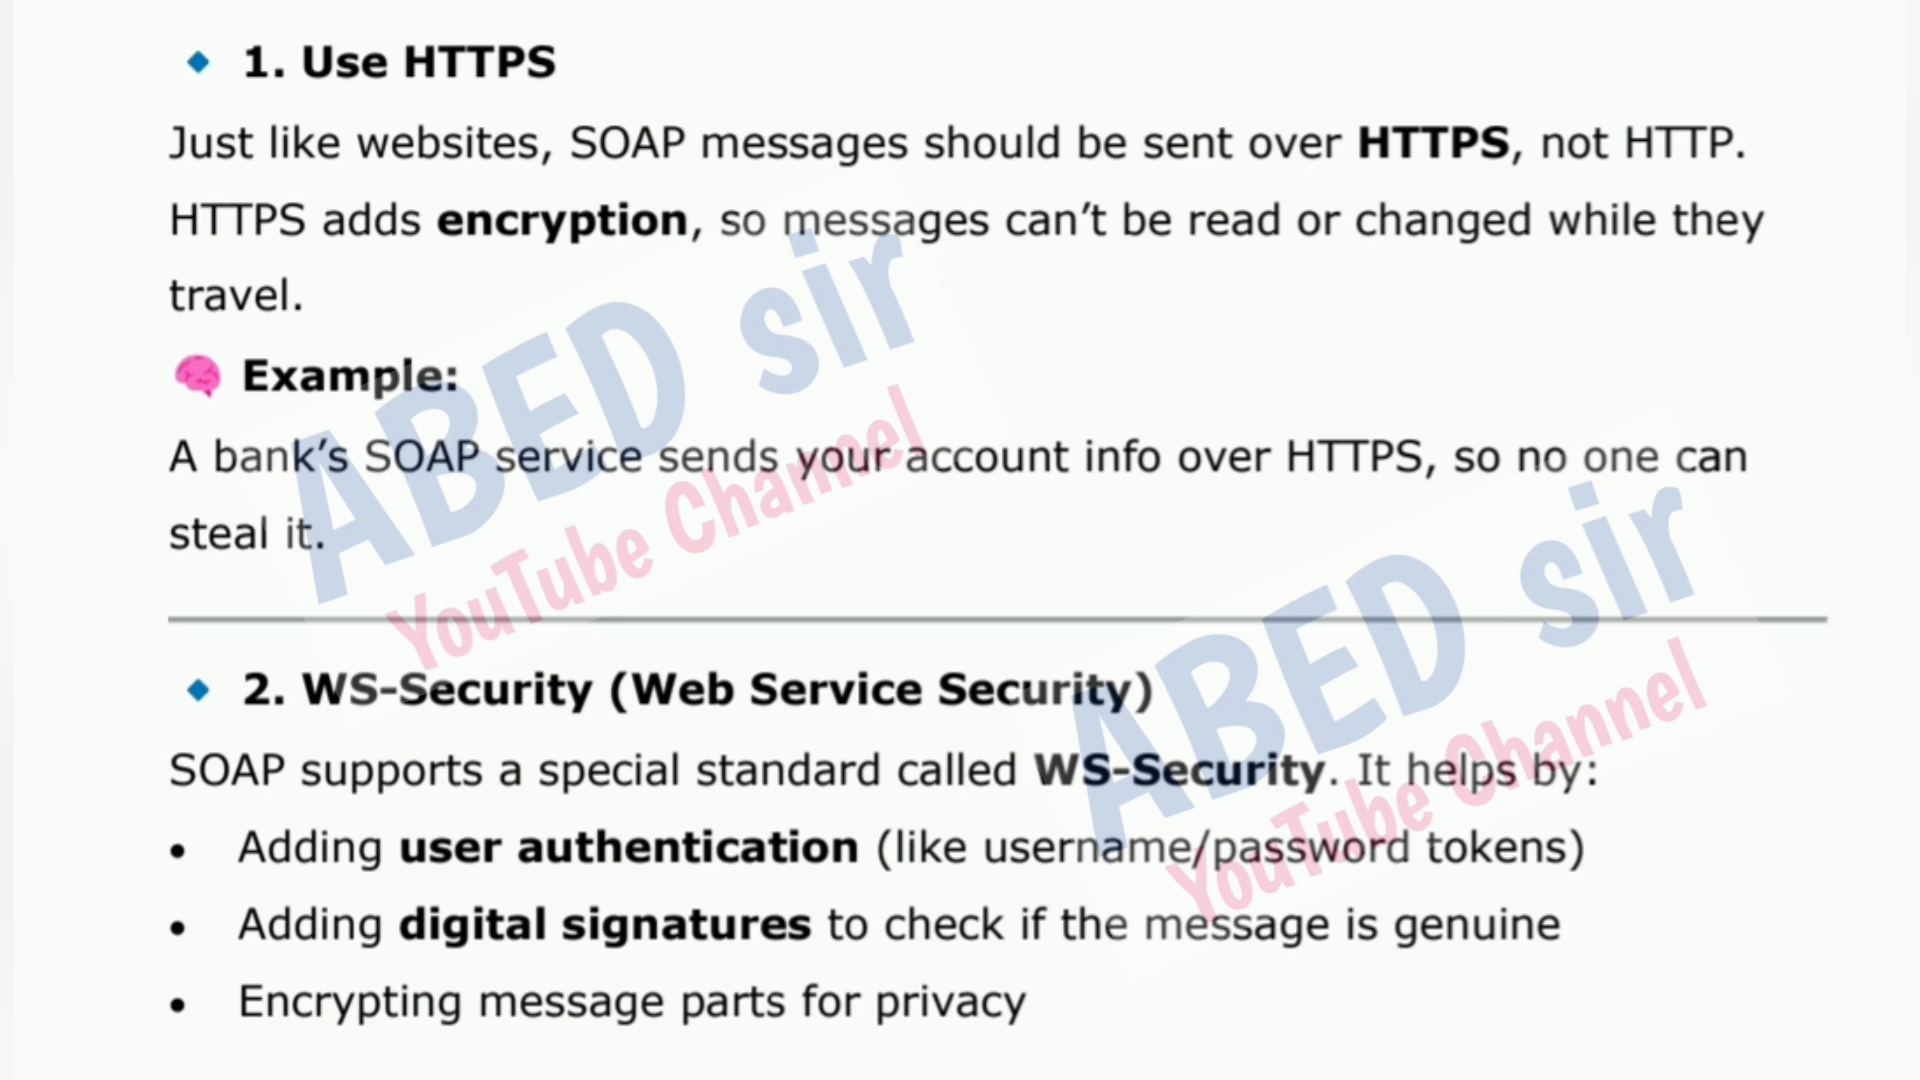 1. Use HTTPS
Just like websites, SOAP messages should be sent over HTTPS, not HTTP.
HTTPS adds encryption, so messages can’t be read or changed while they
travel.
Example:
A bank’s SOAP service sends your account info over HTTPS, so no one can
steal it.
ABED sir
YouTube Channel
2. WS-Security (Web Service Security)
SOAP supports a special standard called WS-Security. It helps by:
• Adding user authentication (like username/password tokens)
• Adding digital signatures to check if the message is genuine
• Encrypting message parts for privacy
ABED sir
YouTube Channel